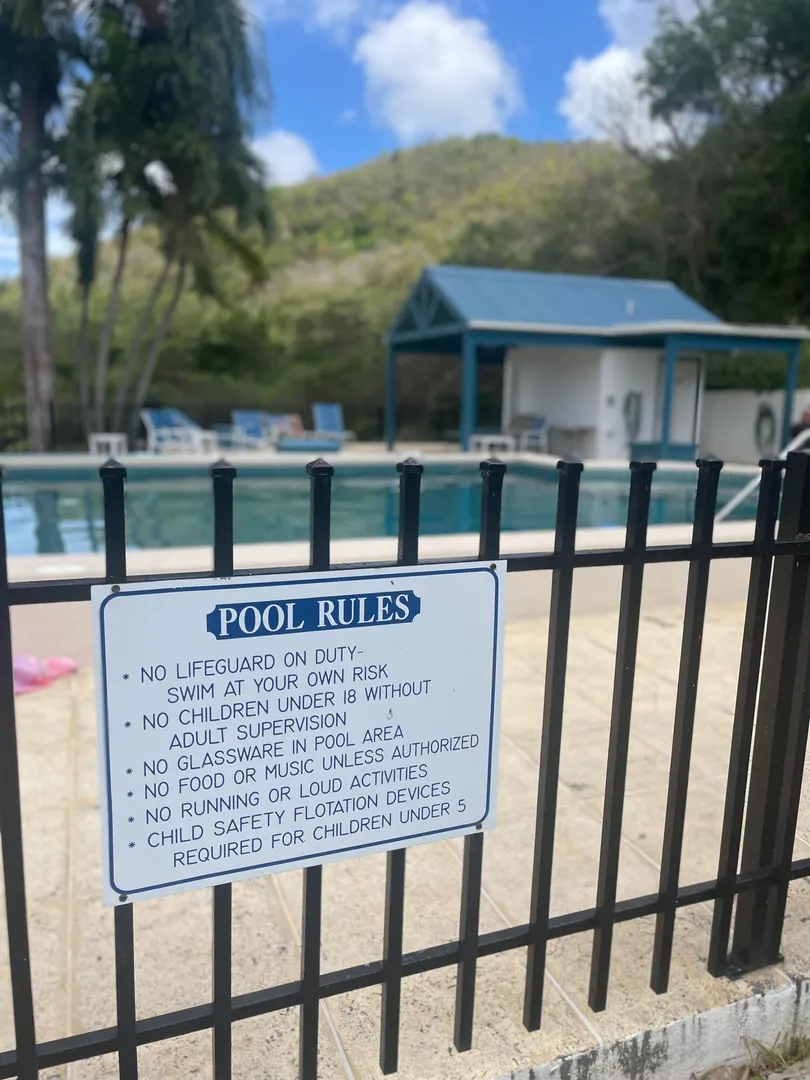 POOL RULES
* NO LIFEGUARD ON DUTY-
SWIM AT YOUR OWN RISK
* NO CHILDREN UNDER 18 WITHOUT
ADULT SUPERVISION
* NO GLASSWARE IN POOL AREA
* NO FOOD OR MUSIC UNLESS AUTHORIZED
* NO RUNNING OR LOUD ACTIVITIES
* CHILD SAFETY FLOTATION DEVICES
REQUIRED FOR CHILDREN UNDER 5